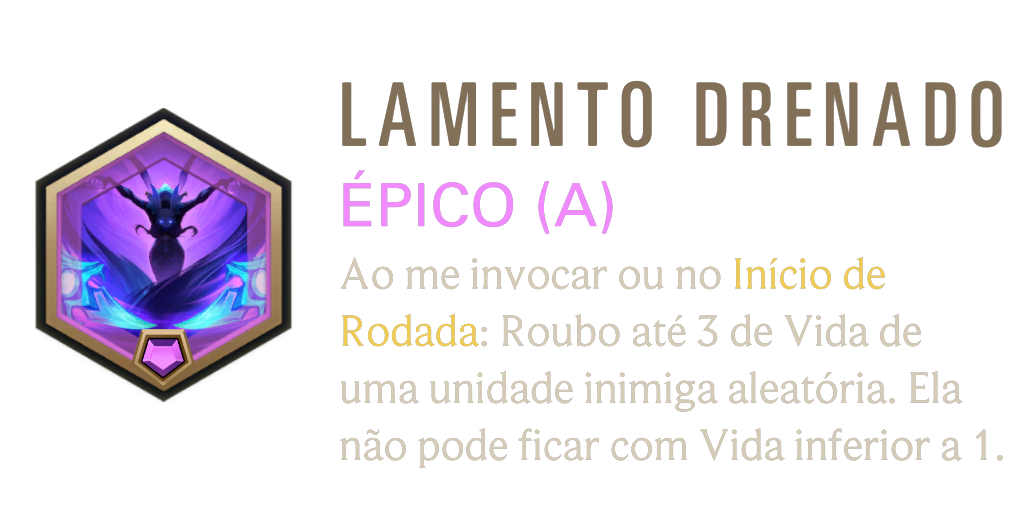 LAMENTO DRENADO
ÉPICO (A)
Ao me invocar ou no Início de
Rodada: Roubo até 3 de Vida de
uma unidade inimiga aleatória. Ela
não pode ficar com Vida inferior a 1.